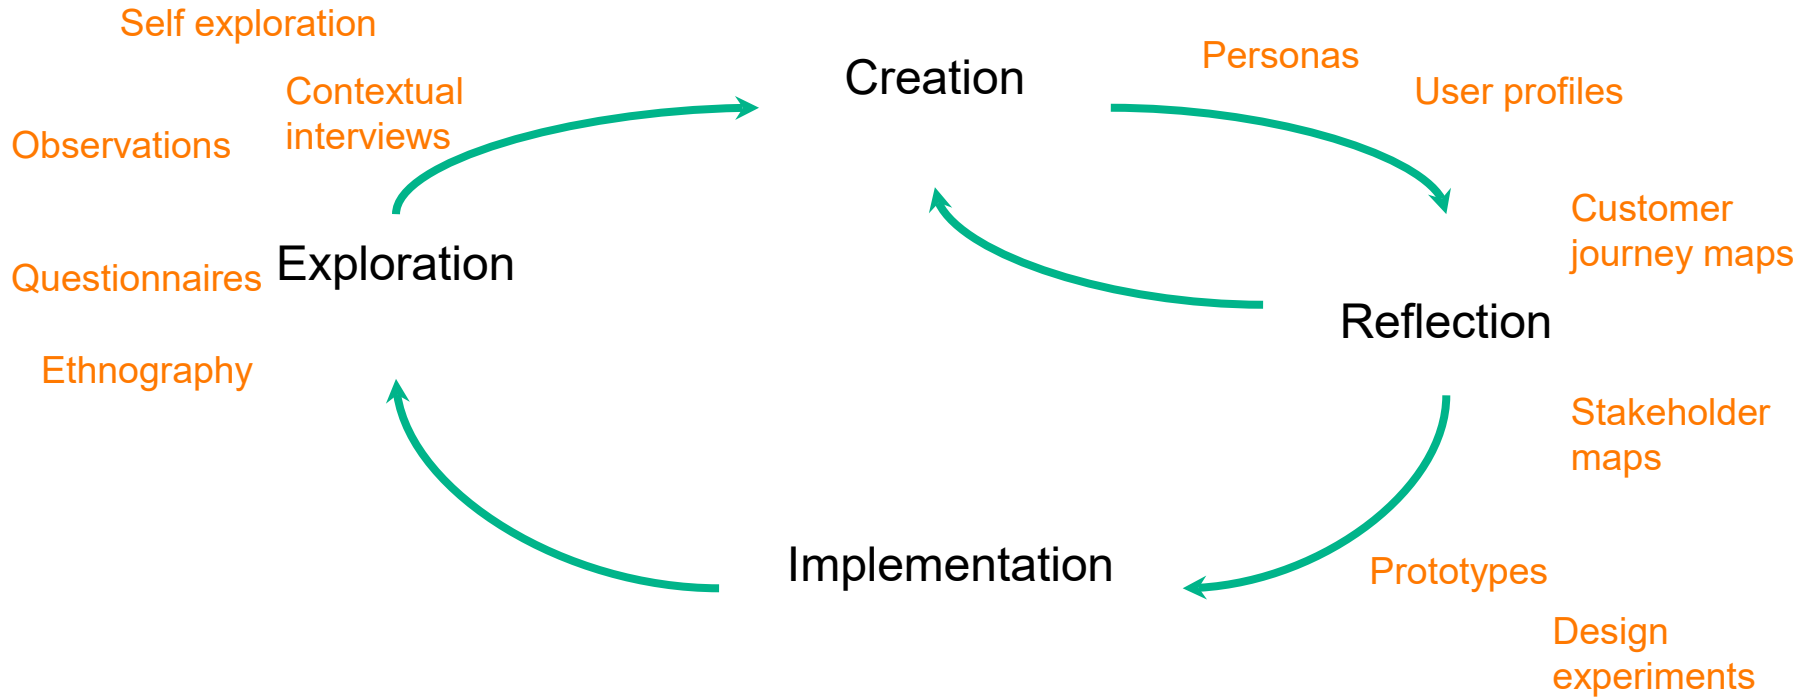 Self exploration
Contextual
interviews
Observations
Questionnaires
Exploration
Ethnography
Creation
Personas
User profiles
Customer
journey maps
Reflection
Stakeholder
maps
Implementation
Prototypes
Design
experiments